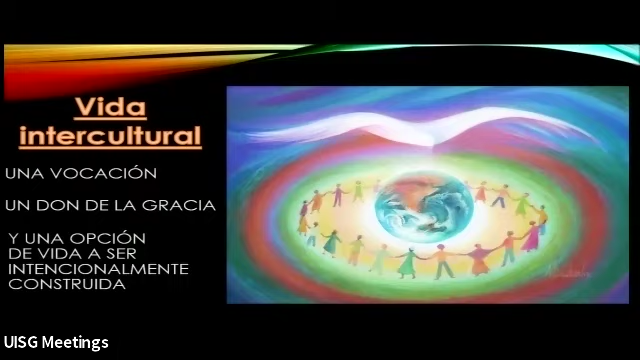 Vida
intercultural
UNA VOCACIÓN
UN DON DE LA GRACIA
Y UNA OPCIÓN
DE VIDA A SER
INTENCIONALMENTE
CONSTRUIDA
UISG Meetings